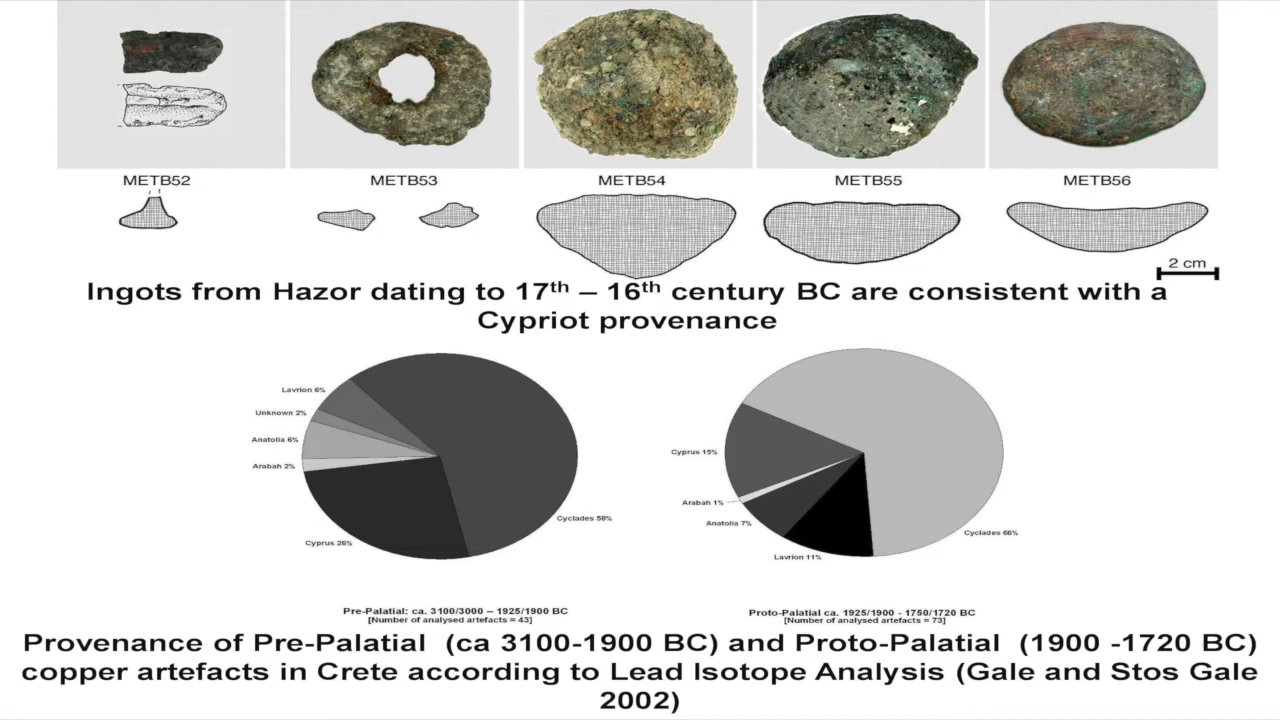 METB52
METB53
METB54
METB55
METB56
2 cm
Ingots from Hazor dating to 17th – 16th century BC are consistent with a
Cypriot provenance
Lavrion 6%
Unknown 2%
Anatolia 6%
Arabah 2%
Cyprus 26%
Cyclades 58%
Cyprus 15%
Arabah 1%
Anatolia 7%
Lavrion 11%
Cyclades 66%
Pre-Palatial: ca. 3100/3000 – 1925/1900 BC
[Number of analysed artefacts = 43]
Proto-Palatial ca. 1925/1900 - 1750/1720 BC
[Number of analysed artefacts = 73]
Provenance of Pre-Palatial (ca 3100-1900 BC) and Proto-Palatial (1900 -1720 BC)
copper artefacts in Crete according to Lead Isotope Analysis (Gale and Stos Gale
2002)